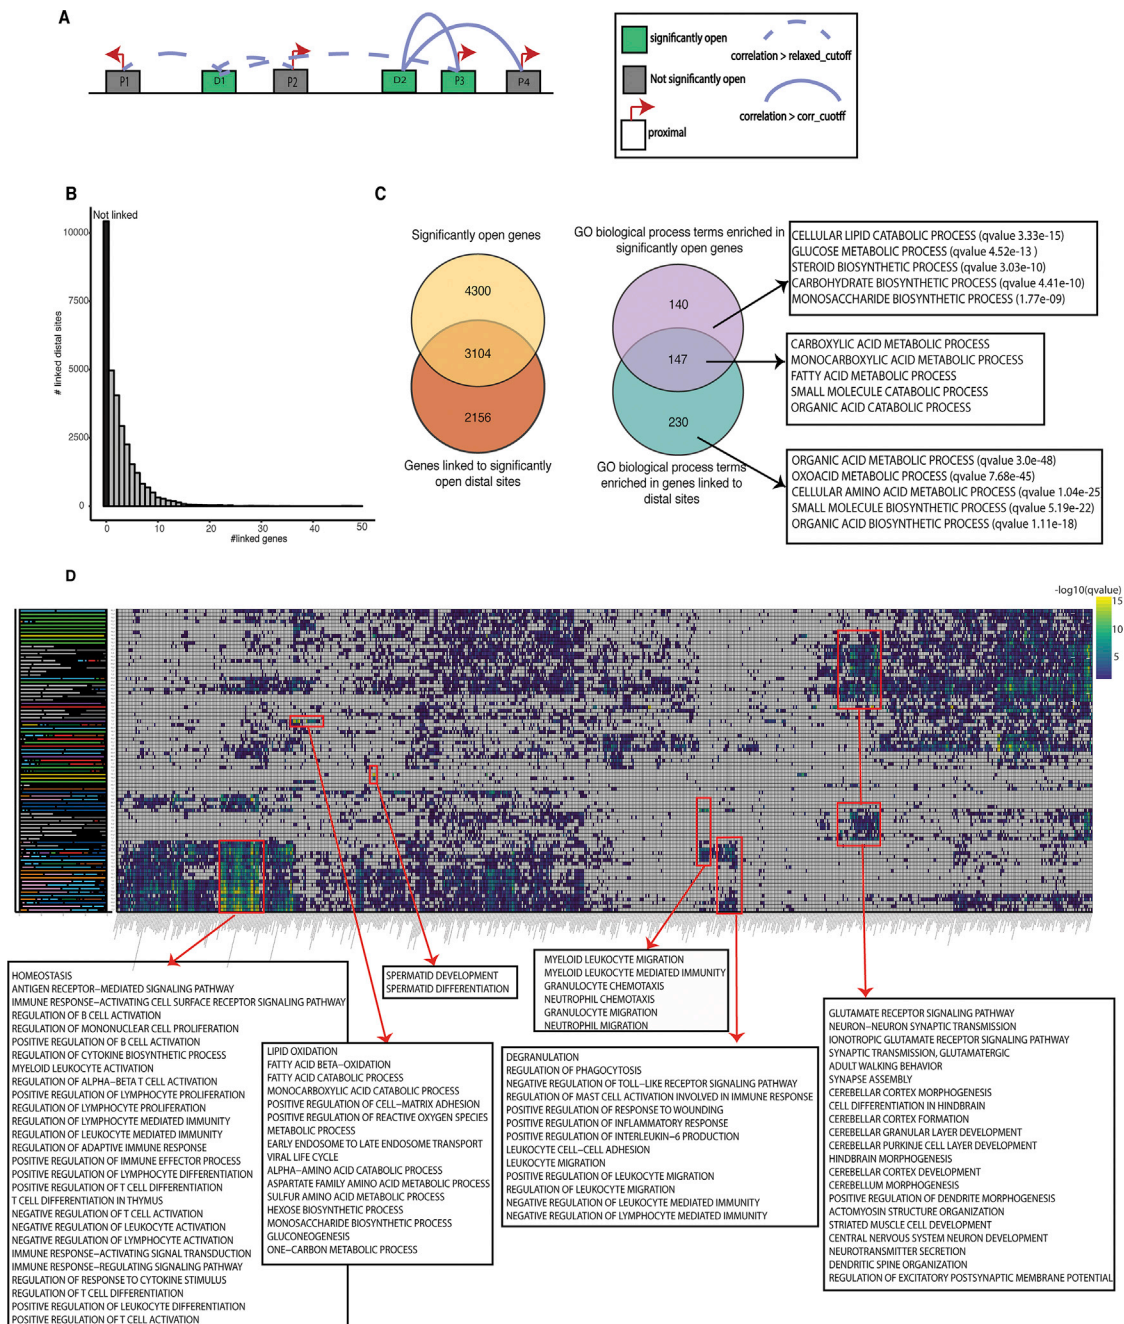 A
P1
D1
P2
D2
P3
P4
significantly open
Not significantly open
proximal
correlation > relaxed_cutoff
correlation > corr_cuotff
B
Not linked
10000
7500
5000
2500
0
# linked distal sites
0
10
20
30
40
50
#linked genes
C
Significantly open genes
4300
3104
2156
Genes linked to significantly
open distal sites
GO biological process terms enriched in
significantly open genes
140
147
230
GO biological process terms
enriched in genes linked to
distal sites
CELLULAR LIPID CATABOLIC PROCESS (qvalue 3.33e-15)
GLUCOSE METABOLIC PROCESS (qvalue 4.52e-13 )
STEROID BIOSYNTHETIC PROCESS (qvalue 3.03e-10)
CARBOHYDRATE BIOSYNTHETIC PROCESS (qvalue 4.41e-10)
MONOSACCHARIDE BIOSYNTHETIC PROCESS (1.77e-09)
CARBOXYLIC ACID METABOLIC PROCESS
MONOCARBOXYLIC ACID METABOLIC PROCESS
FATTY ACID METABOLIC PROCESS
SMALL MOLECULE CATABOLIC PROCESS
ORGANIC ACID CATABOLIC PROCESS
ORGANIC ACID METABOLIC PROCESS (qvalue 3.0e-48)
OXOACID METABOLIC PROCESS (qvalue 7.68e-45)
CELLULAR AMINO ACID METABOLIC PROCESS (qvalue 1.04e-25
SMALL MOLECULE BIOSYNTHETIC PROCESS (qvalue 5.19e-22)
ORGANIC ACID BIOSYNTHETIC PROCESS (qvalue 1.11e-18)
D
-log10(qvalue)
15
10
5
HOMEOSTASIS
ANTIGEN RECEPTOR−MEDIATED SIGNALING PATHWAY
IMMUNE RESPONSE−ACTIVATING CELL SURFACE RECEPTOR SIGNALING PATHWAY
REGULATION OF B CELL ACTIVATION
REGULATION OF MONONUCLEAR CELL PROLIFERATION
POSITIVE REGULATION OF B CELL ACTIVATION
REGULATION OF CYTOKINE BIOSYNTHETIC PROCESS
MYELOID LEUKOCYTE ACTIVATION
REGULATION OF ALPHA−BETA T CELL ACTIVATION
POSITIVE REGULATION OF LYMPHOCYTE PROLIFERATION
REGULATION OF LYMPHOCYTE PROLIFERATION
REGULATION OF LYMPHOCYTE MEDIATED IMMUNITY
REGULATION OF LEUKOCYTE MEDIATED IMMUNITY
REGULATION OF ADAPTIVE IMMUNE RESPONSE
POSITIVE REGULATION OF IMMUNE EFFECTOR PROCESS
POSITIVE REGULATION OF LYMPHOCYTE DIFFERENTIATION
POSITIVE REGULATION OF T CELL DIFFERENTIATION
T CELL DIFFERENTIATION IN THYMUS
NEGATIVE REGULATION OF T CELL ACTIVATION
NEGATIVE REGULATION OF LEUKOCYTE ACTIVATION
NEGATIVE REGULATION OF LYMPHOCYTE ACTIVATION
IMMUNE RESPONSE−ACTIVATING SIGNAL TRANSDUCTION
IMMUNE RESPONSE−REGULATING SIGNALING PATHWAY
REGULATION OF RESPONSE TO CYTOKINE STIMULUS
REGULATION OF T CELL DIFFERENTIATION
POSITIVE REGULATION OF LEUKOCYTE DIFFERENTIATION
POSITIVE REGULATION OF T CELL ACTIVATION
LIPID OXIDATION
FATTY ACID BETA−OXIDATION
FATTY ACID CATABOLIC PROCESS
MONOCARBOXYLIC ACID CATABOLIC PROCESS
POSITIVE REGULATION OF CELL−MATRIX ADHESION
POSITIVE REGULATION OF REACTIVE OXYGEN SPECIES
METABOLIC PROCESS
EARLY ENDOSOME TO LATE ENDOSOME TRANSPORT
VIRAL LIFE CYCLE
ALPHA−AMINO ACID CATABOLIC PROCESS
ASPARTATE FAMILY AMINO ACID METABOLIC PROCESS
SULFUR AMINO ACID METABOLIC PROCESS
HEXOSE BIOSYNTHETIC PROCESS
MONOSACCHARIDE BIOSYNTHETIC PROCESS
GLUCONEOGENESIS
ONE−CARBON METABOLIC PROCESS
SPERMATID DEVELOPMENT
SPERMATID DIFFERENTIATION
MYELOID LEUKOCYTE MIGRATION
MYELOID LEUKOCYTE MEDIATED IMMUNITY
GRANULOCYTE CHEMOTAXIS
NEUTROPHIL CHEMOTAXIS
GRANULOCYTE MIGRATION
NEUTROPHIL MIGRATION
DEGRANULATION
REGULATION OF PHAGOCYTOSIS
NEGATIVE REGULATION OF TOLL−LIKE RECEPTOR SIGNALING PATHWAY
REGULATION OF MAST CELL ACTIVATION INVOLVED IN IMMUNE RESPONSE
POSITIVE REGULATION OF RESPONSE TO WOUNDING
POSITIVE REGULATION OF INFLAMMATORY RESPONSE
POSITIVE REGULATION OF INTERLEUKIN−6 PRODUCTION
LEUKOCYTE CELL−CELL ADHESION
LEUKOCYTE MIGRATION
POSITIVE REGULATION OF LEUKOCYTE MIGRATION
REGULATION OF LEUKOCYTE MIGRATION
NEGATIVE REGULATION OF LEUKOCYTE MEDIATED IMMUNITY
NEGATIVE REGULATION OF LYMPHOCYTE MEDIATED IMMUNITY
GLUTAMATE RECEPTOR SIGNALING PATHWAY
NEURON−NEURON SYNAPTIC TRANSMISSION
IONOTROPIC GLUTAMATE RECEPTOR SIGNALING PATHWAY
SYNAPTIC TRANSMISSION, GLUTAMATERGIC
ADULT WALKING BEHAVIOR
SYNAPSE ASSEMBLY
CEREBELLAR CORTEX MORPHOGENESIS
CELL DIFFERENTIATION IN HINDBRAIN
CEREBELLAR CORTEX FORMATION
CEREBELLAR GRANULAR LAYER DEVELOPMENT
CEREBELLAR PURKINJE CELL LAYER DEVELOPMENT
HINDBRAIN MORPHOGENESIS
CEREBELLAR CORTEX DEVELOPMENT
CEREBELLUM MORPHOGENESIS
POSITIVE REGULATION OF DENDRITE MORPHOGENESIS
ACTOMYOSIN STRUCTURE ORGANIZATION
STRIATED MUSCLE CELL DEVELOPMENT
CENTRAL NERVOUS SYSTEM NEURON DEVELOPMENT
NEUROTRANSMITTER SECRETION
DENDRITIC SPINE ORGANIZATION
REGULATION OF EXCITATORY POSTSYNAPTIC MEMBRANE POTENTIAL